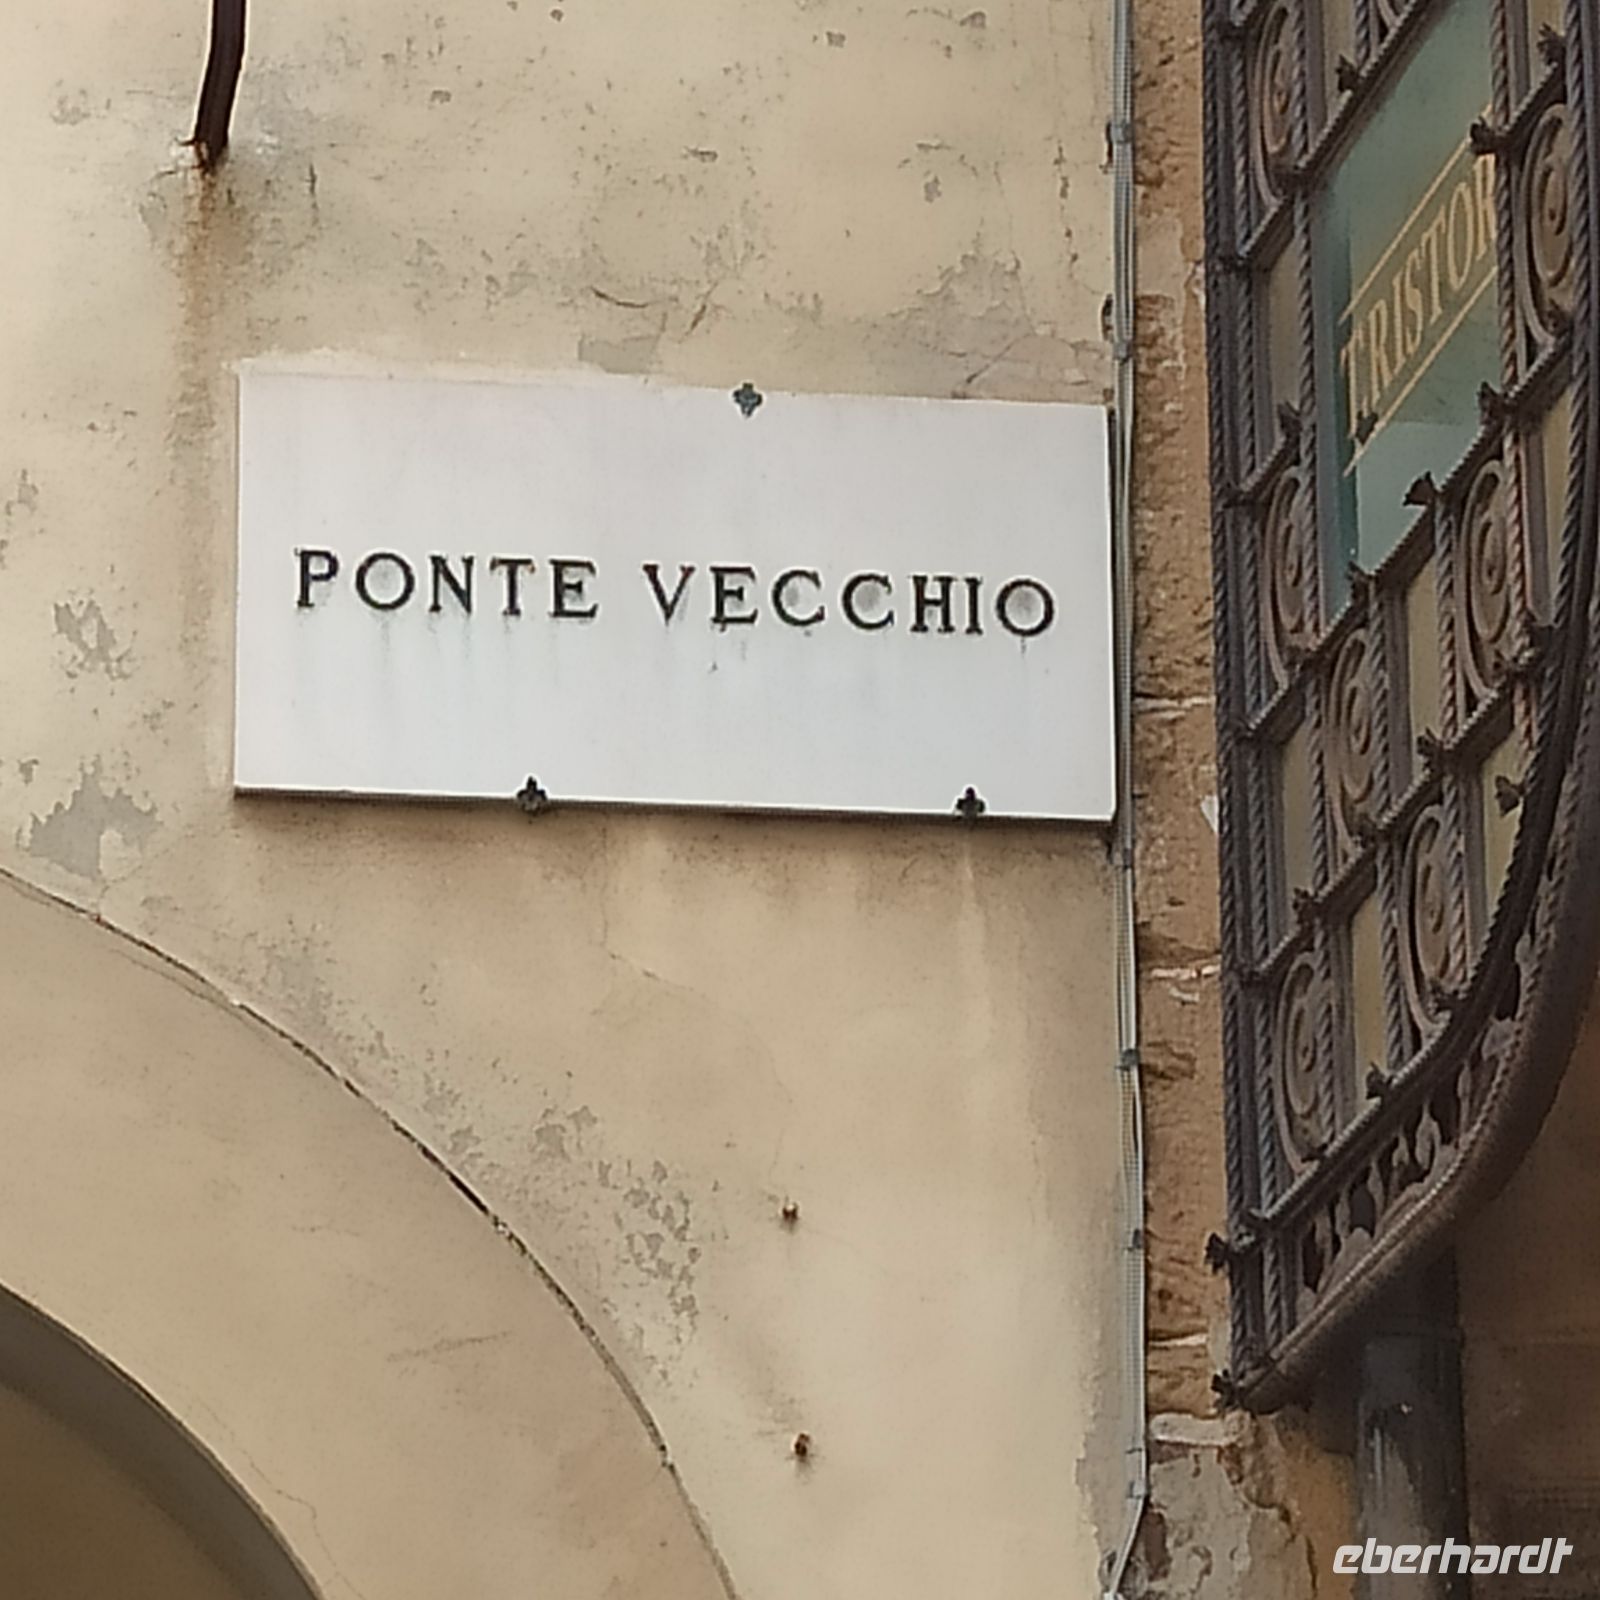 PONTE VECCHIO
eberhardt